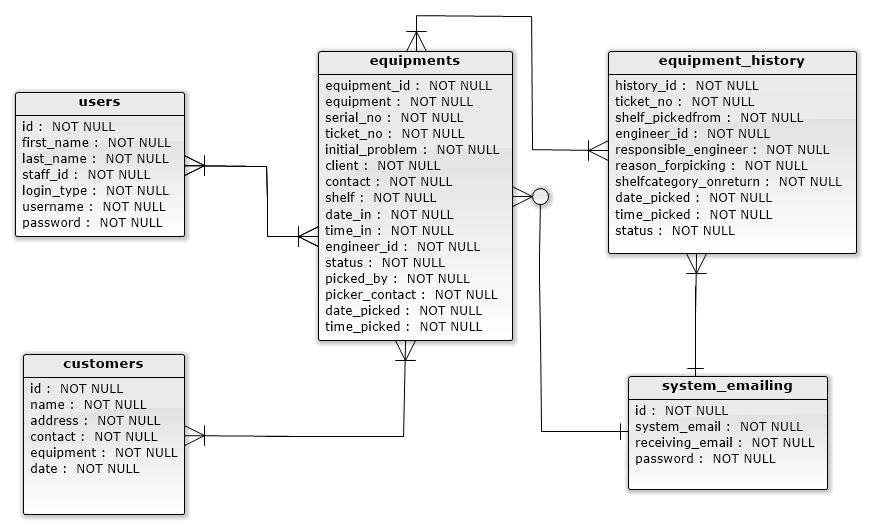 users
id : NOT NULL
first_name : NOT NULL
last_name : NOT NULL
staff_id : NOT NULL
login_type : NOT NULL
username : NOT NULL
password : NOT NULL
equipments
equipment_id : NOT NULL
equipment : NOT NULL
serial_no : NOT NULL
ticket_no : NOT NULL
initial_problem : NOT NULL
client : NOT NULL
contact : NOT NULL
shelf : NOT NULL
date_in : NOT NULL
time_in : NOT NULL
engineer_id : NOT NULL
status : NOT NULL
picked_by : NOT NULL
picker_contact : NOT NULL
date_picked : NOT NULL
time_picked : NOT NULL
equipment_history
history_id : NOT NULL
ticket_no : NOT NULL
shelf_pickedfrom : NOT NULL
engineer_id : NOT NULL
responsible_engineer : NOT NULL
reason_forpicking : NOT NULL
shelfcategory_onreturn : NOT NULL
date_picked : NOT NULL
time_picked : NOT NULL
status : NOT NULL
customers
id : NOT NULL
name : NOT NULL
address : NOT NULL
contact : NOT NULL
equipment : NOT NULL
date : NOT NULL
system_emailing
id : NOT NULL
system_email : NOT NULL
receiving_email : NOT NULL
password : NOT NULL